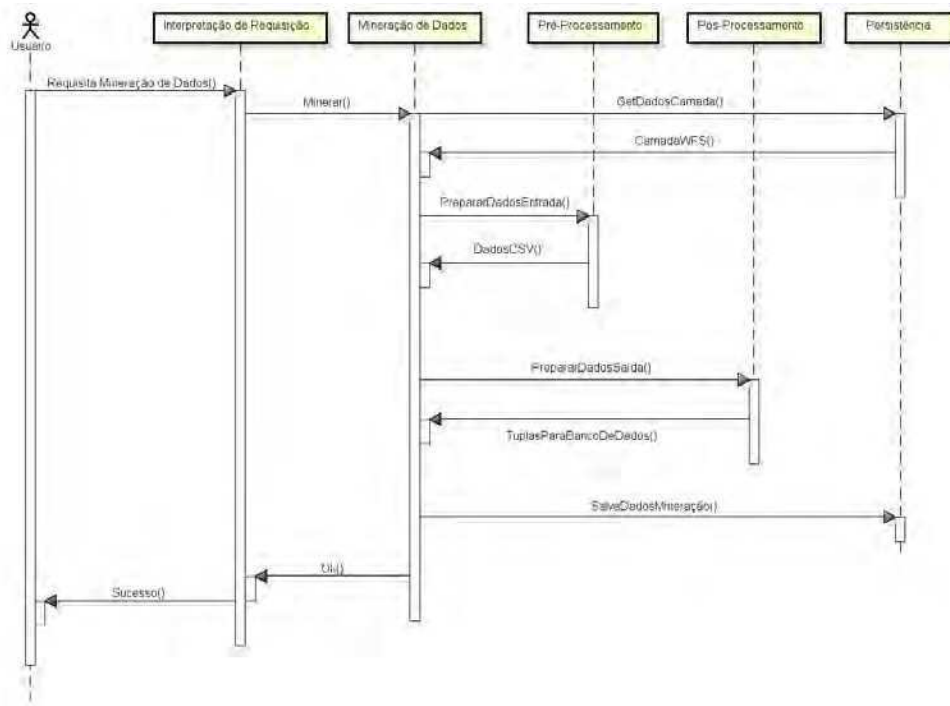 Usuário
Interpretação de Requisição
Mineração de Dados
Pré-Processamento
Pós-Processamento
Persistência
Requisita Mineração de Dados()
Minerar()
GetDadosCamada()
CamadaWFS()
PrepararDadosEntrada()
DadosCSV()
PrepararDadosSaída()
TuplasParaBancoDeDados()
SalvaDadosMineração()
Ok()
Sucesso()